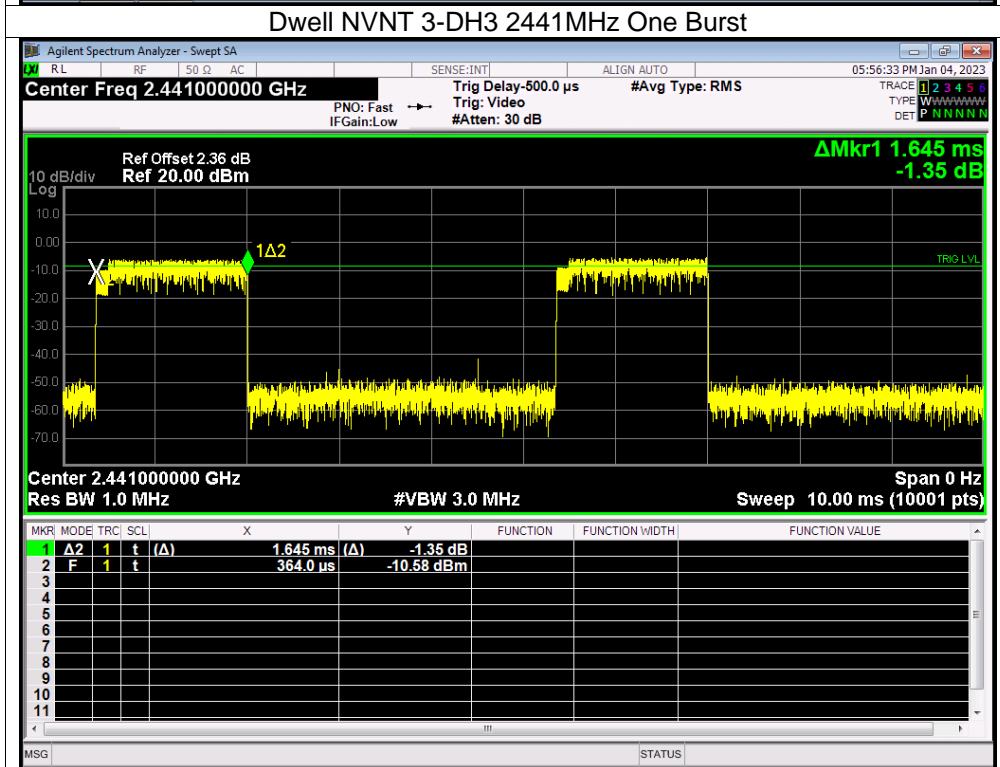 Dwell NVNT 3-DH3 2441MHz One Burst
Agilent Spectrum Analyzer - Swept SA
LXI RL RF 50 Ω AC SENSE:INT ALIGN AUTO 05:56:33 PM Jan 04, 2023
Center Freq 2.441000000 GHz
PNO: Fast
IFGain:Low
Trig Delay-500.0 µs
Trig: Video
#Atten: 30 dB
#Avg Type: RMS
TRACE 1 2 3 4 5 6
TYPE WWWWWW
DET P N N N N N
ΔMkr1 1.645 ms
-1.35 dB
Ref Offset 2.36 dB
10 dB/div Ref 20.00 dBm
Log
10.0
0.00
1Δ2
TRIG LVL
-10.0
-20.0
-30.0
-40.0
-50.0
-60.0
-70.0
Center 2.441000000 GHz Span 0 Hz
Res BW 1.0 MHz #VBW 3.0 MHz Sweep 10.00 ms (10001 pts)
MKR MODE TRC SCL X Y FUNCTION FUNCTION WIDTH FUNCTION VALUE
1 Δ2 1 t (Δ) 1.645 ms (Δ) -1.35 dB
2 F 1 t 364.0 µs -10.58 dBm
3
4
5
6
7
8
9
10
11
MSG STATUS